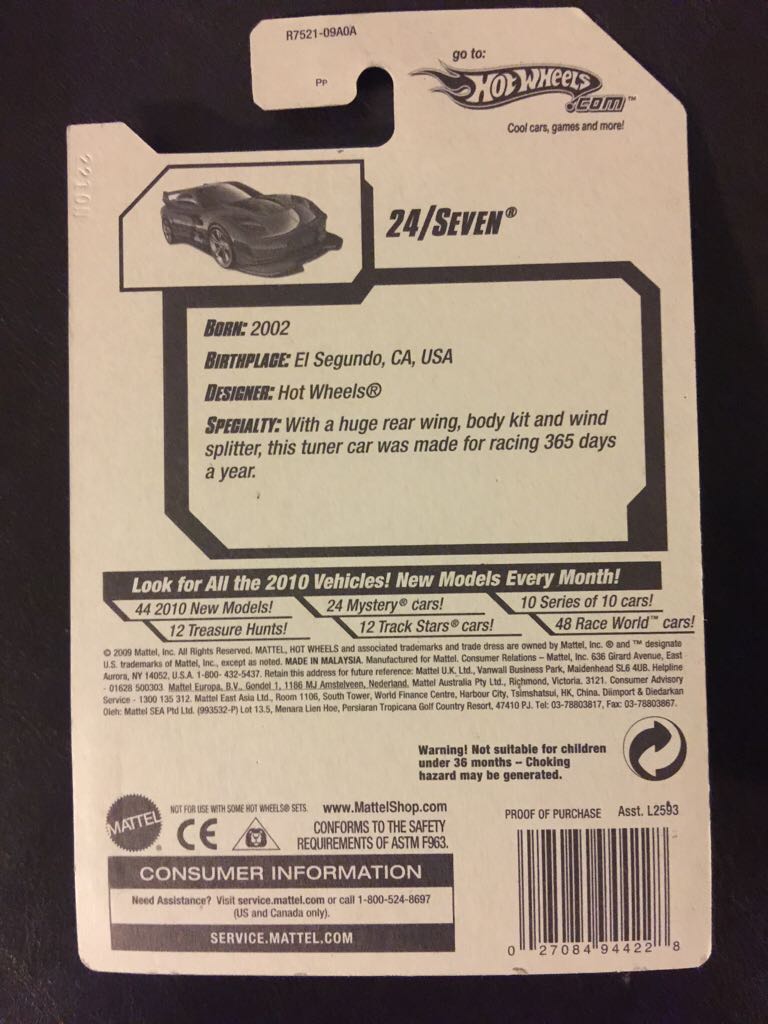 R7521-09A0A
PP
go to:
HOT WHEELS
.COM™
Cool cars, games and more!
24/SEVEN®
BORN: 2002
BIRTHPLACE: El Segundo, CA, USA
DESIGNER: Hot Wheels®
SPECIALTY: With a huge rear wing, body kit and wind
splitter, this tuner car was made for racing 365 days
a year.
Look for All the 2010 Vehicles! New Models Every Month!
44 2010 New Models! 24 Mystery® cars! 10 Series of 10 cars!
12 Treasure Hunts! 12 Track Stars® cars! 48 Race World™ cars!
© 2009 Mattel, Inc. All Rights Reserved. MATTEL, HOT WHEELS and associated trademarks and trade dress are owned by Mattel, Inc. ® and ™ designate
U.S. trademarks of Mattel, Inc., except as noted. MADE IN MALAYSIA. Manufactured for Mattel. Consumer Relations – Mattel, Inc. 636 Girard Avenue, East
Aurora, NY 14052, U.S.A. 1-800- 432-5437. Retain this address for future reference: Mattel U.K. Ltd., Vanwall Business Park, Maidenhead SL6 4UB. Helpline
- 01628 500303. Mattel Europa, B.V., Gondel 1, 1186 MJ Amstelveen, Nederland. Mattel Australia Pty Ltd., Richmond, Victoria. 3121. Consumer Advisory
Service - 1300 135 312. Mattel East Asia Ltd., Room 1106, South Tower, World Finance Centre, Harbour City, Tsimshatsui, HK, China. Diimport & Diedarkan
Oleh: Mattel SEA Ptd Ltd. (993532-P) Lot 13.5, Menara Lien Hoe, Persiaran Tropicana Golf Country Resort, 47410 PJ. Tel: 03-78803817, Fax: 03-78803867.
Warning! Not suitable for children
under 36 months – Choking
hazard may be generated.
MATTEL
NOT FOR USE WITH SOME HOT WHEELS® SETS. www.MattelShop.com
CE
CONFORMS TO THE SAFETY
REQUIREMENTS OF ASTM F963.
PROOF OF PURCHASE Asst. L2593
CONSUMER INFORMATION
Need Assistance? Visit service.mattel.com or call 1-800-524-8697
(US and Canada only).
SERVICE.MATTEL.COM
0 27084 94422 8